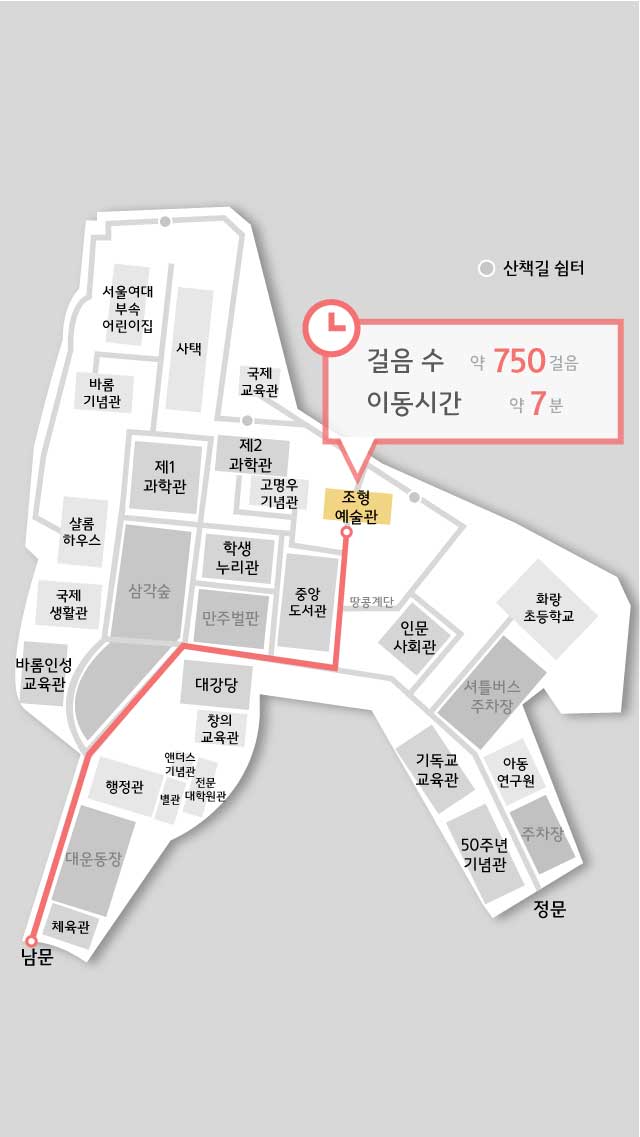 산책길 쉼터
걸음 수 약 750걸음
이동시간 약 7분
서울여대
부속
어린이집
사택
바롬
기념관
국제
교육관
제1
과학관
제2
과학관
고명우
기념관
조형
예술관
샬롬
하우스
삼각숲
학생
누리관
만주벌판
중앙
도서관
땅콩계단
국제
생활관
인문
사회관
화랑
초등학교
바롬인성
교육관
대강당
셔틀버스
주차장
창의
교육관
앤더스
기념관
행정관
별관
전문
대학원관
기독교
교육관
아동
연구원
대운동장
50주년
기념관
주차장
체육관
정문
남문